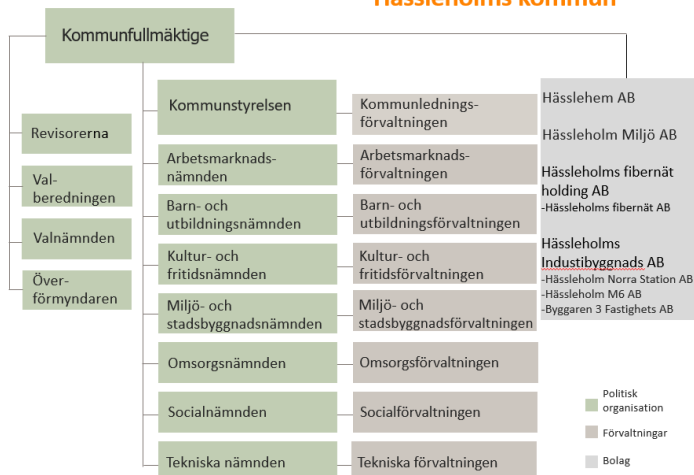 Hässleholms kommun
Kommunfullmäktige
Revisorerna
Val-
beredningen
Valnämnden
Över-
förmyndaren
Kommunstyrelsen
Kommunlednings-
förvaltningen
Arbetsmarknads-
nämnden
Arbetsmarknads-
förvaltningen
Barn- och
utbildningsnämnden
Barn- och
utbildningsförvaltningen
Kultur- och
fritidsnämnden
Kultur- och
fritidsförvaltningen
Miljö- och
stadsbyggnadsnämnden
Miljö- och
stadsbyggnadsförvaltningen
Omsorgsnämnden
Omsorgsförvaltningen
Socialnämnden
Socialförvaltningen
Tekniska nämnden
Tekniska förvaltningen
Hässlehem AB
Hässleholm Miljö AB
Hässleholms fibernät
holding AB
-Hässleholms fibernät AB
Hässleholms
Industibyggnads AB
-Hässleholm Norra Station AB
-Hässleholm M6 AB
-Byggaren 3 Fastighets AB
Politisk
organisation
Förvaltningar
Bolag